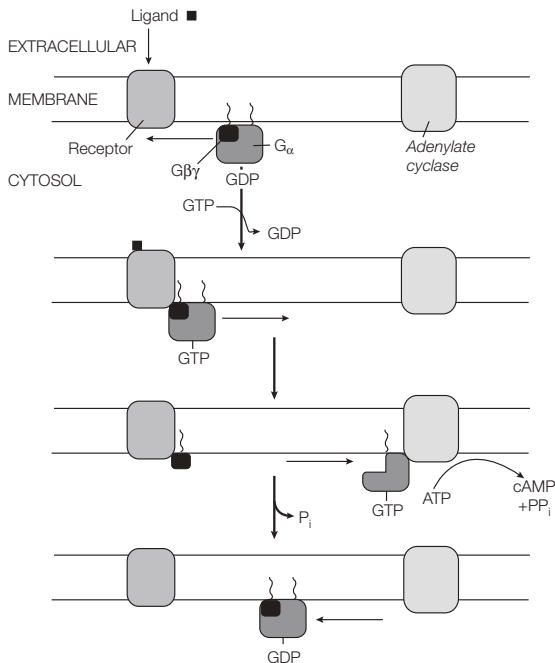 Ligand
EXTRACELLULAR
MEMBRANE
Receptor
Gβγ
Gα
GDP
Adenylate
cyclase
CYTOSOL
GTP
GDP
GTP
GTP
ATP
cAMP
+PPi
Pi
GDP